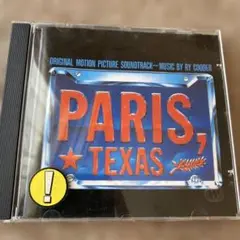 ORIGINAL MOTION PICTURE SOUNDTRACK—MUSIC BY RY COODER
PARIS,
★ TEXAS
!